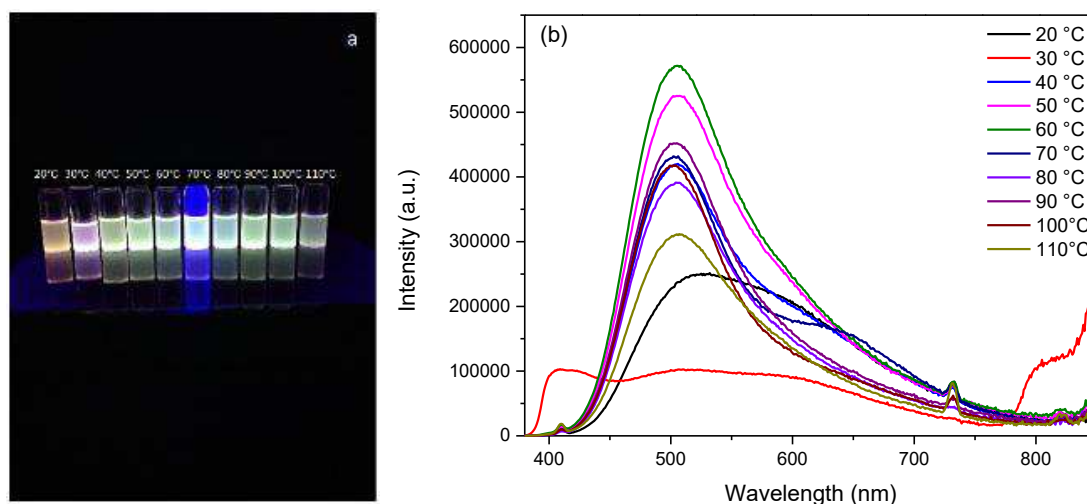 a
20°C 30°C 40°C 50°C 60°C 70°C 80°C 90°C 100°C 110°C
(b)
600000
500000
400000
300000
200000
100000
0
Intensity (a.u.)
400 500 600 700 800
Wavelength (nm)
20 °C
30 °C
40 °C
50 °C
60 °C
70 °C
80 °C
90 °C
100°C
110°C